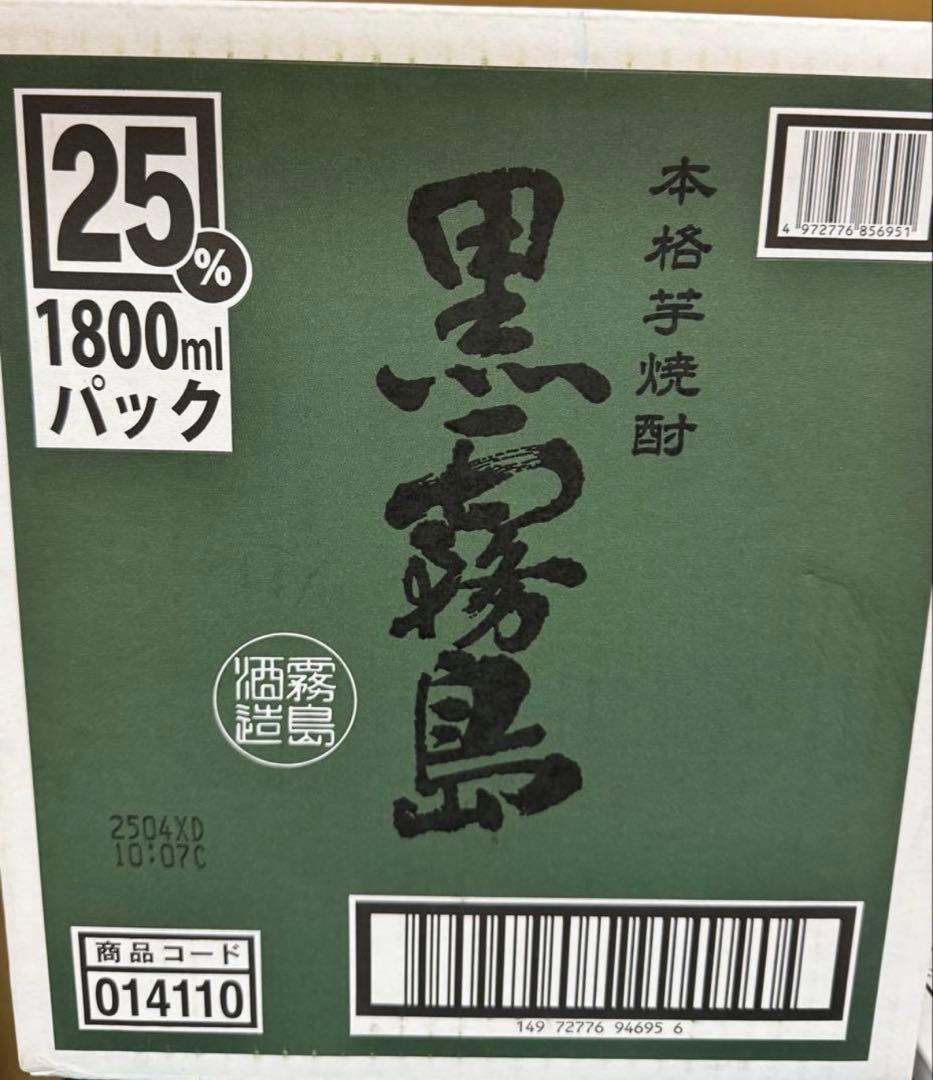 25%
1800ml
パック
本格芋焼酎
黒霧島
4 972776 856951
霧島
酒造
2504XD
10:07C
商品コード
014110
149 72776 94695 6